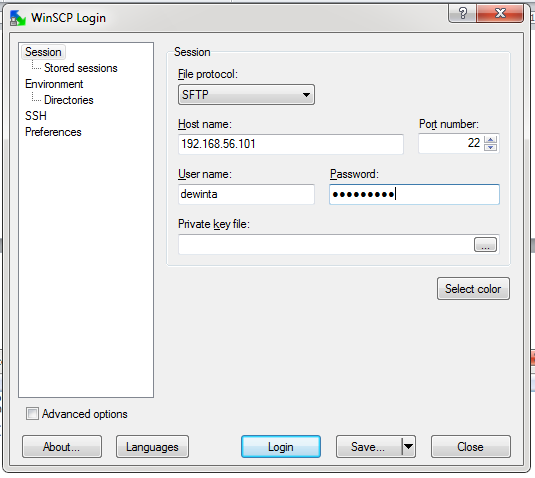 WinSCP Login
Session
Stored sessions
Environment
Directories
SSH
Preferences
Session
File protocol:
SFTP
Host name:
Port number:
192.168.56.101
22
User name:
Password:
dewinta
●●●●●●●●●
Private key file:
...
Select color
Advanced options
About...
Languages
Login
Save...
Close